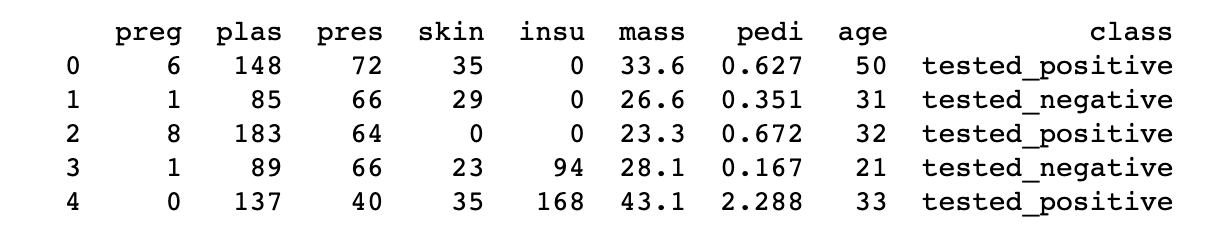 preg plas pres skin insu mass pedi age class
0 6 148 72 35 0 33.6 0.627 50 tested_positive
1 1 85 66 29 0 26.6 0.351 31 tested_negative
2 8 183 64 0 0 23.3 0.672 32 tested_positive
3 1 89 66 23 94 28.1 0.167 21 tested_negative
4 0 137 40 35 168 43.1 2.288 33 tested_positive